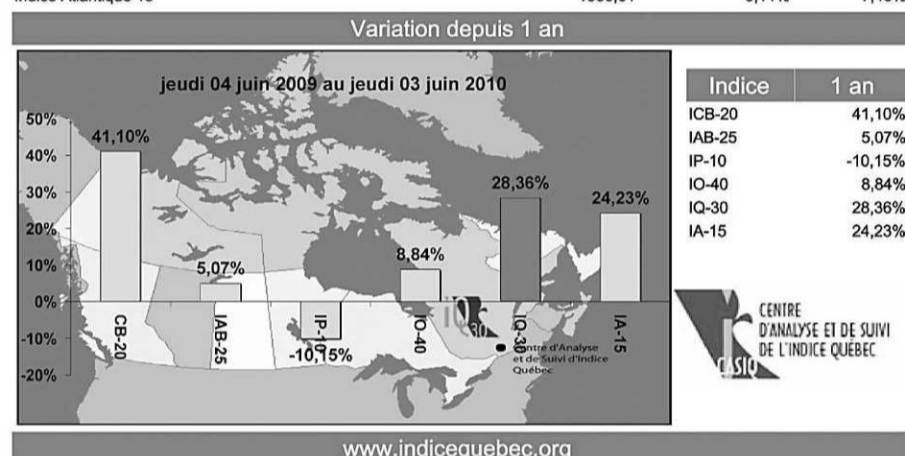 Variation depuis 1 an
jeudi 04 juin 2009 au jeudi 03 juin 2010
50%
40%
30%
20%
10%
0%
-10%
-20%
41,10%
5,07%
-10,15%
8,84%
28,36%
24,23%
CB-20
IAB-25
IP-10
IO-40
IQ-30
IA-15
IQ30
Centre d'Analyse
et de Suivi d'Indice
Québec
Indice 1 an
ICB-20 41,10%
IAB-25 5,07%
IP-10 -10,15%
IO-40 8,84%
IQ-30 28,36%
IA-15 24,23%
CASIQ
CENTRE
D'ANALYSE ET DE SUIVI
DE L'INDICE QUÉBEC
www.indicequebec.org